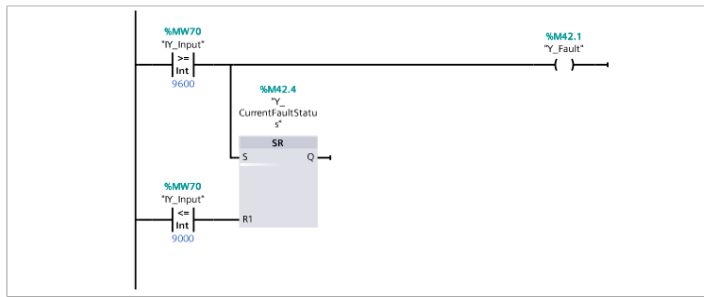 %MW70
"IY_Input"
>=
Int
9600
%M42.1
"Y_Fault"
%M42.4
"Y_
CurrentFaultStatu
s"
SR
S
Q
%MW70
"IY_Input"
<=
Int
9000
R1